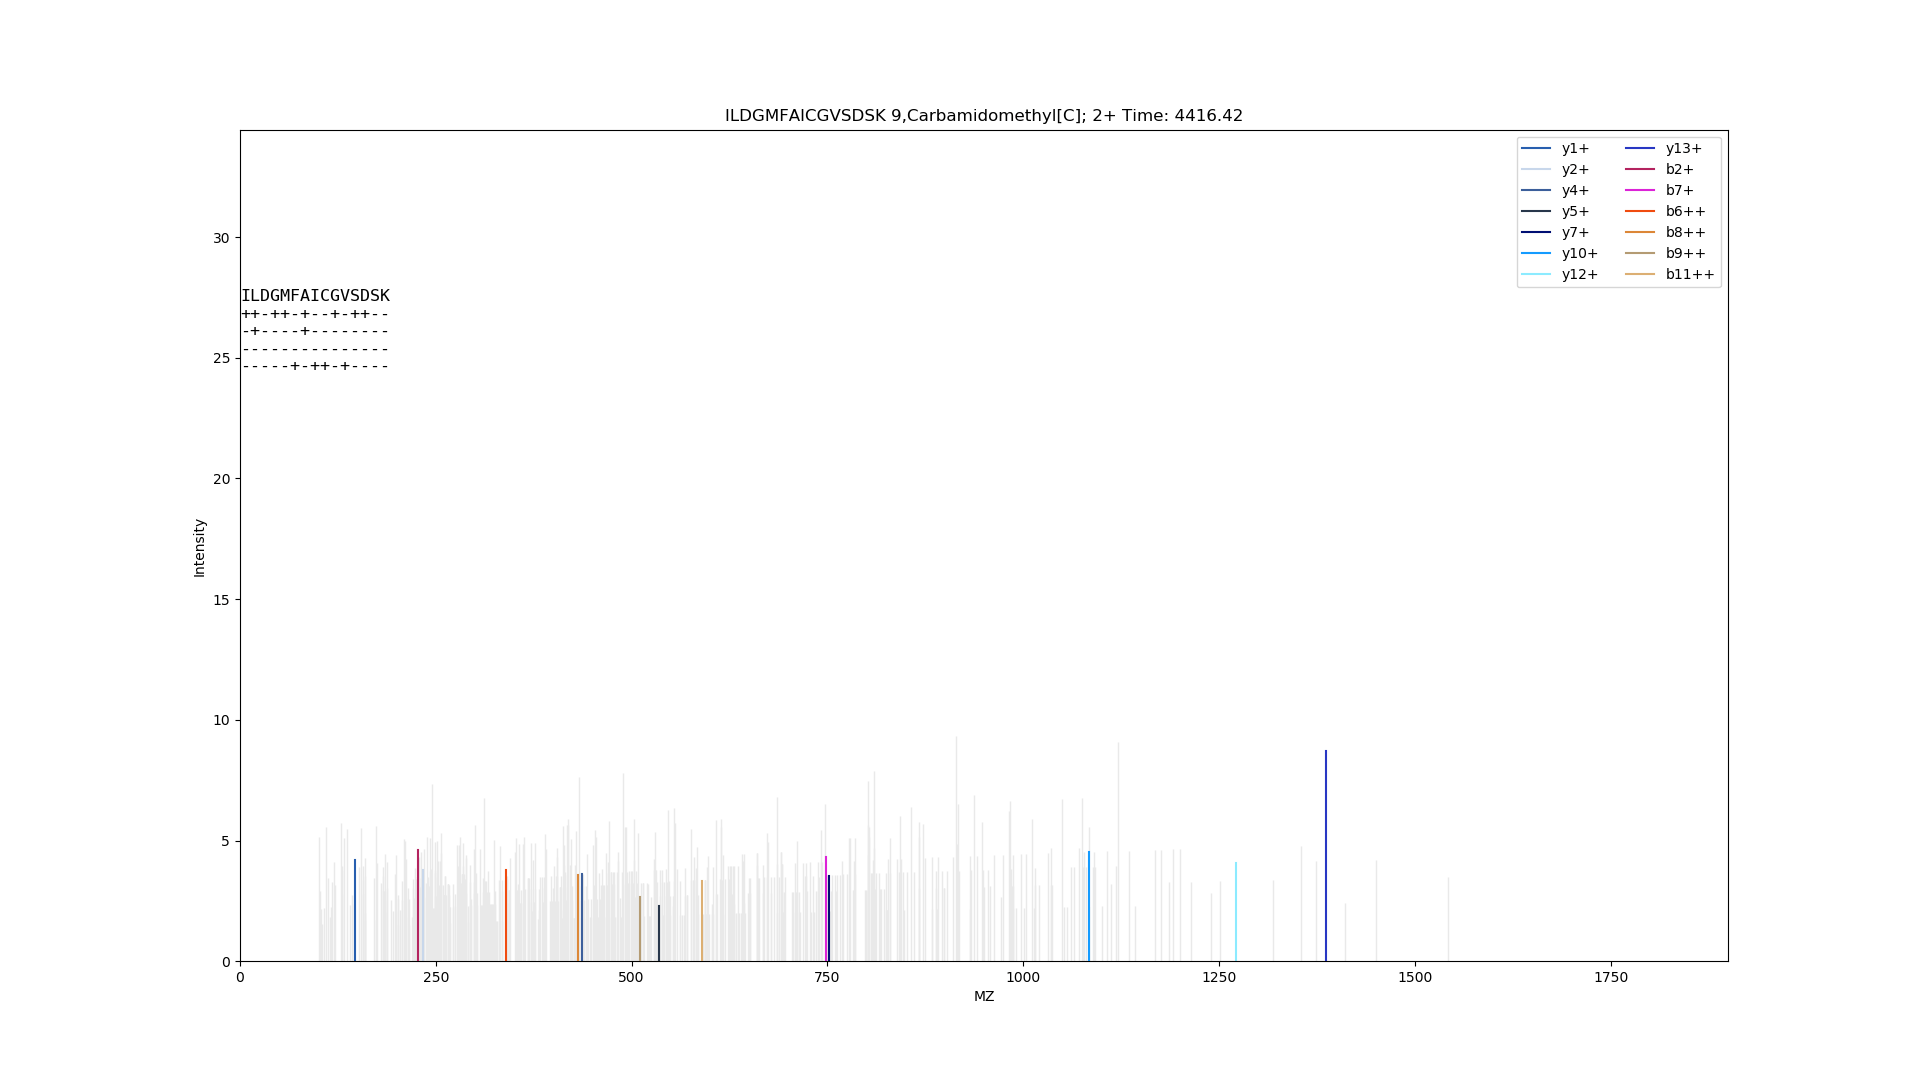 ILDGMFAICGVSDSK 9,Carbamidomethyl[C]; 2+ Time: 4416.42
y1+ y13+
y2+ b2+
y4+ b7+
y5+ b6++
y7+ b8++
y10+ b9++
y12+ b11++
30
ILDGMFAICGVSDSK
++-++-+--+-++--
-+----+--------
25 ---------------
-----+-++-+----
20
Intensity
15
10
5
0
0 250 500 750 1000 1250 1500 1750
MZ